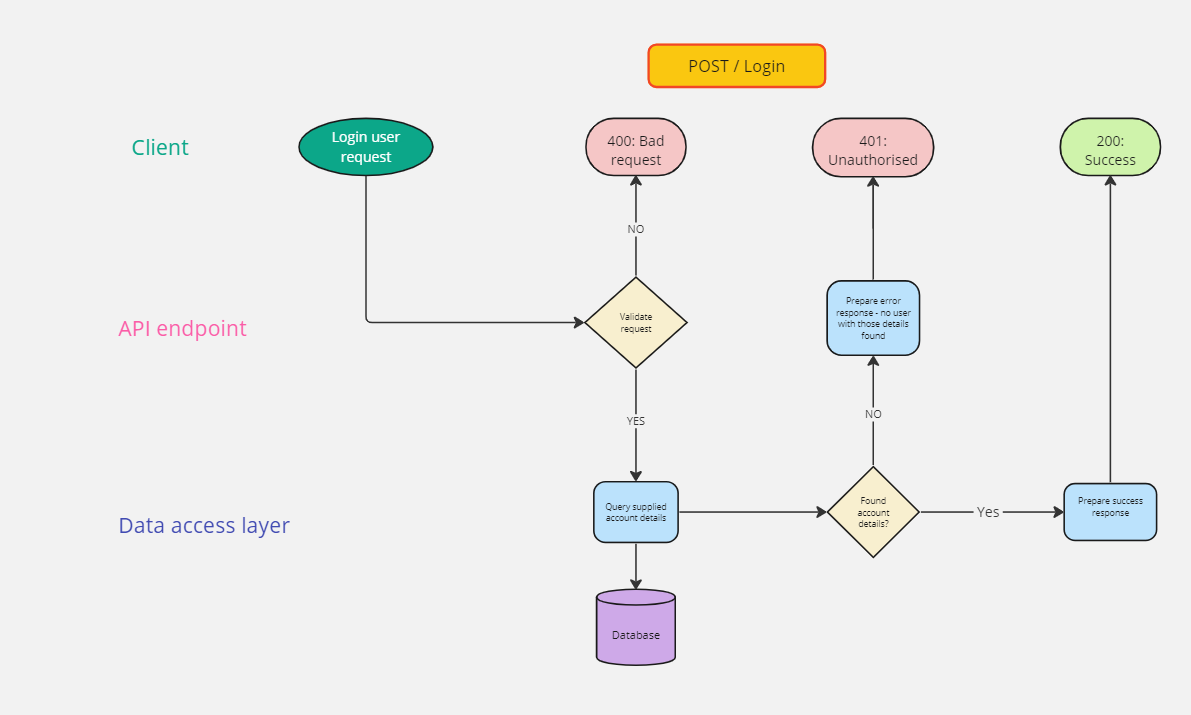 POST / Login
Client
Login user
request
400: Bad
request
401:
Unauthorised
200:
Success
NO
API endpoint
Validate
request
Prepare error
response - no user
with those details
found
YES
NO
Data access layer
Query supplied
account details
Found
account
details?
Yes
Prepare success
response
Database